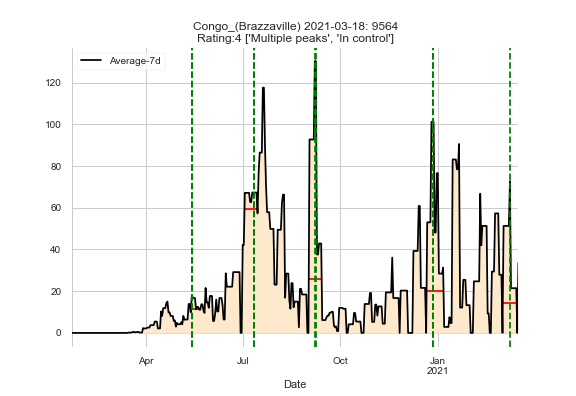 Congo_(Brazzaville) 2021-03-18: 9564
Rating:4 ['Multiple peaks', 'In control']
Average-7d
120
100
80
60
40
20
0
Apr
Jul
Oct
Jan
2021
Date